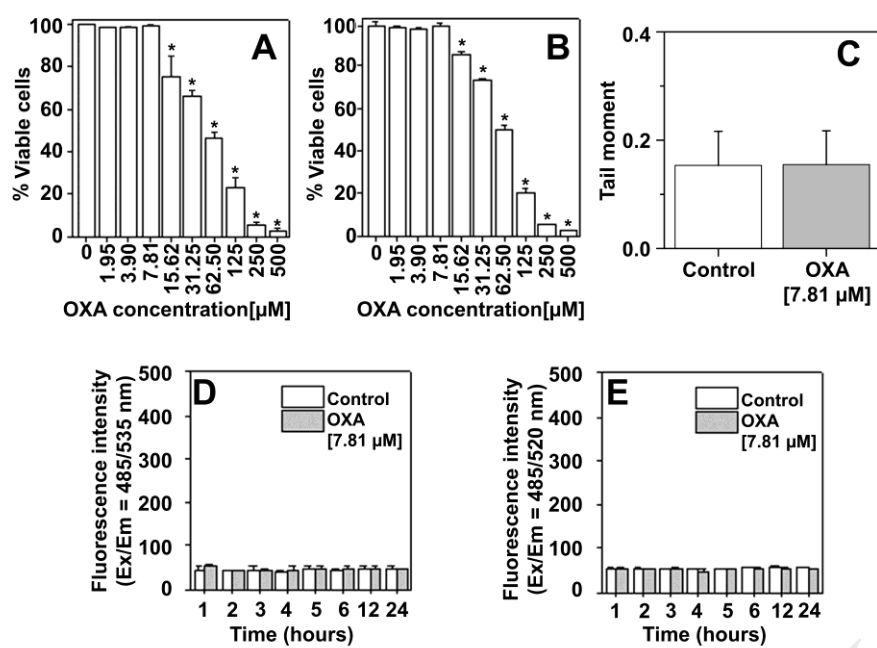 A
% Viable cells
100
80
60
40
20
0
* * * * * *
0 1.95 3.90 7.81 15.62 31.25 62.50 125 250 500
OXA concentration[µM]
B
% Viable cells
100
80
60
40
20
0
* * * * * *
0 1.95 3.90 7.81 15.62 31.25 62.50 125 250 500
OXA concentration[µM]
C
Tail moment
0.4
0.2
0.0
Control OXA
[7.81 µM]
D
Fluorescence intensity
(Ex/Em = 485/535 nm)
500
400
300
200
100
0
Control
OXA
[7.81 µM]
1 2 3 4 5 6 12 24
Time (hours)
E
Fluorescence intensity
(Ex/Em = 485/520 nm)
500
400
300
200
100
0
Control
OXA
[7.81 µM]
1 2 3 4 5 6 12 24
Time (hours)